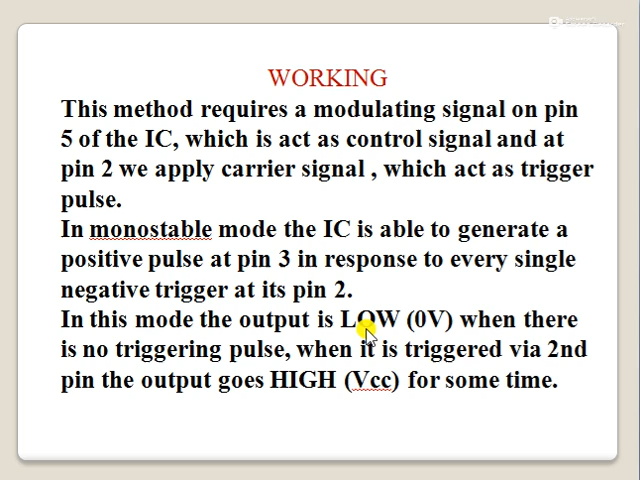 WORKING
This method requires a modulating signal on pin
5 of the IC, which is act as control signal and at
pin 2 we apply carrier signal , which act as trigger
pulse.
In monostable mode the IC is able to generate a
positive pulse at pin 3 in response to every single
negative trigger at its pin 2.
In this mode the output is LOW (0V) when there
is no triggering pulse, when it is triggered via 2nd
pin the output goes HIGH (Vcc) for some time.